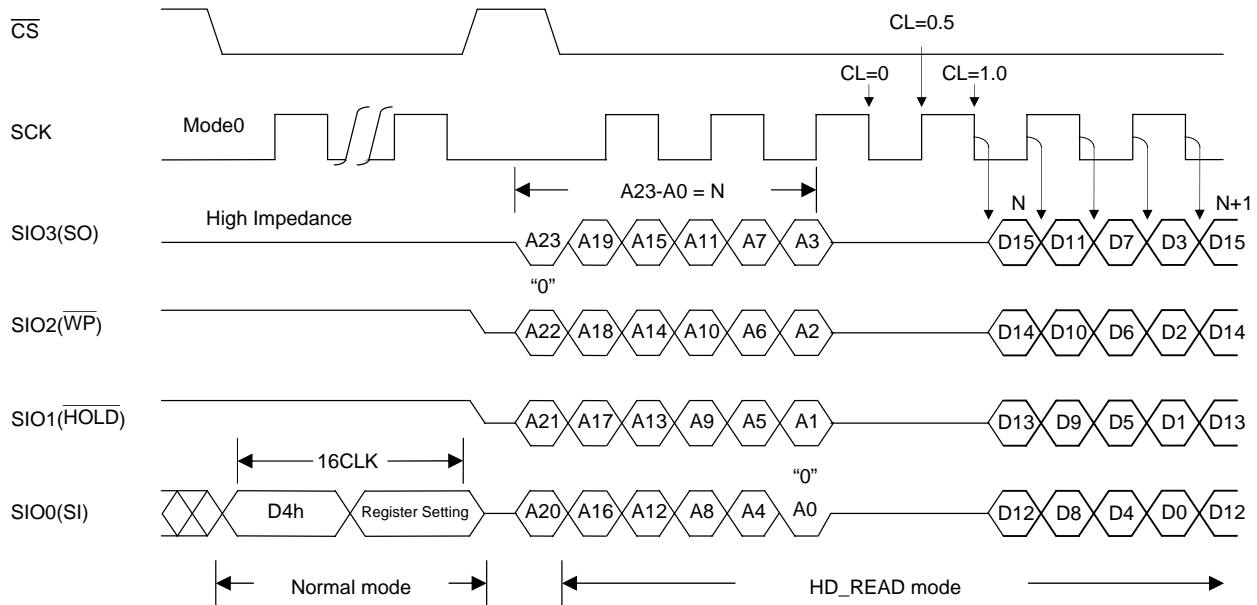 CS
CL=0.5
CL=0 CL=1.0
SCK Mode0
A23-A0 = N
High Impedance N N+1
SIO3(SO) A23 A19 A15 A11 A7 A3 D15 D11 D7 D3 D15
“0”
SIO2(WP) A22 A18 A14 A10 A6 A2 D14 D10 D6 D2 D14
SIO1(HOLD) A21 A17 A13 A9 A5 A1 D13 D9 D5 D1 D13
16CLK “0”
SIO0(SI) D4h Register Setting A20 A16 A12 A8 A4 A0 D12 D8 D4 D0 D12
Normal mode HD_READ mode